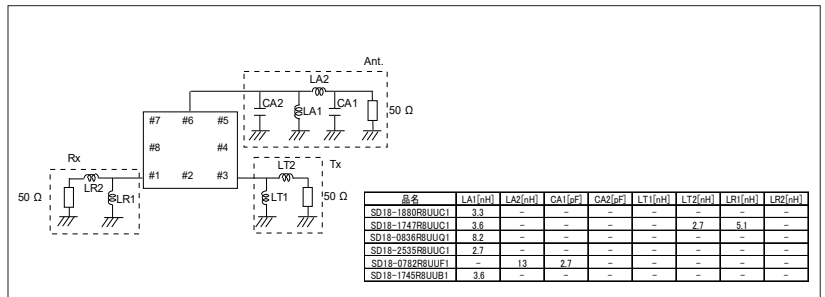 Ant.
LA2
CA2 LA1 CA1 50 Ω
#7 #6 #5
#8 #4
#1 #2 #3
Rx
50 Ω LR2 LR1
LT2 Tx
LT1 50 Ω
品名 LA1[nH] LA2[nH] CA1[pF] CA2[pF] LT1[nH] LT2[nH] LR1[nH] LR2[nH]
SD18-1880R8UUC1 3.3 - - - - - - -
SD18-1747R8UUC1 3.6 - - - - 2.7 5.1 -
SD18-0836R8UUQ1 8.2 - - - - - - -
SD18-2535R8UUC1 2.7 - - - - - - -
SD18-0782R8UUF1 - 13 2.7 - - - - -
SD18-1745R8UUB1 3.6 - - - - - - -